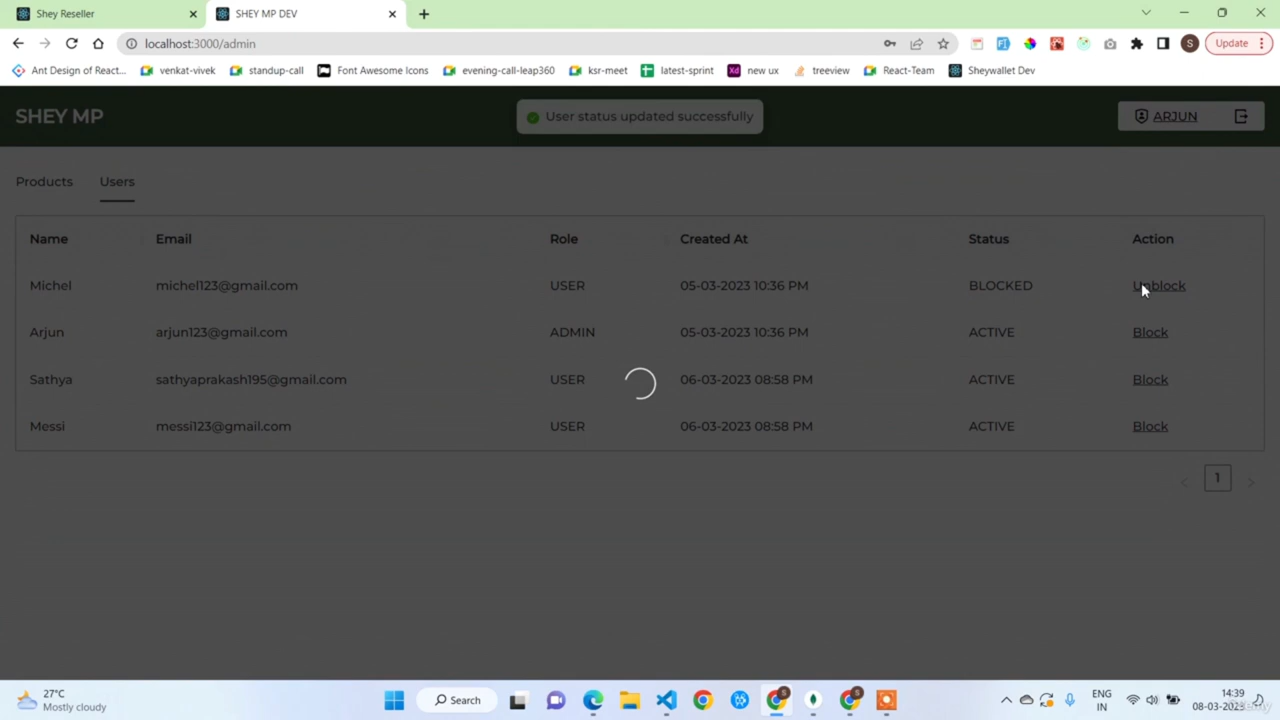 Shey Reseller
SHEY MP DEV
localhost:3000/admin
S
Update
Ant Design of React...
venkat-vivek
standup-call
Font Awesome Icons
evening-call-leap360
ksr-meet
latest-sprint
Xd new ux
treeview
React-Team
Sheywallet Dev
SHEY MP
User status updated successfully
ARJUN
Products Users
Name Email Role Created At Status Action
Michel michel123@gmail.com USER 05-03-2023 10:36 PM BLOCKED Unblock
Arjun arjun123@gmail.com ADMIN 05-03-2023 10:36 PM ACTIVE Block
Sathya sathyaprakash195@gmail.com USER 06-03-2023 08:58 PM ACTIVE Block
Messi messi123@gmail.com USER 06-03-2023 08:58 PM ACTIVE Block
1
27°C
Mostly cloudy
Search
ENG
IN
14:39
08-03-2023